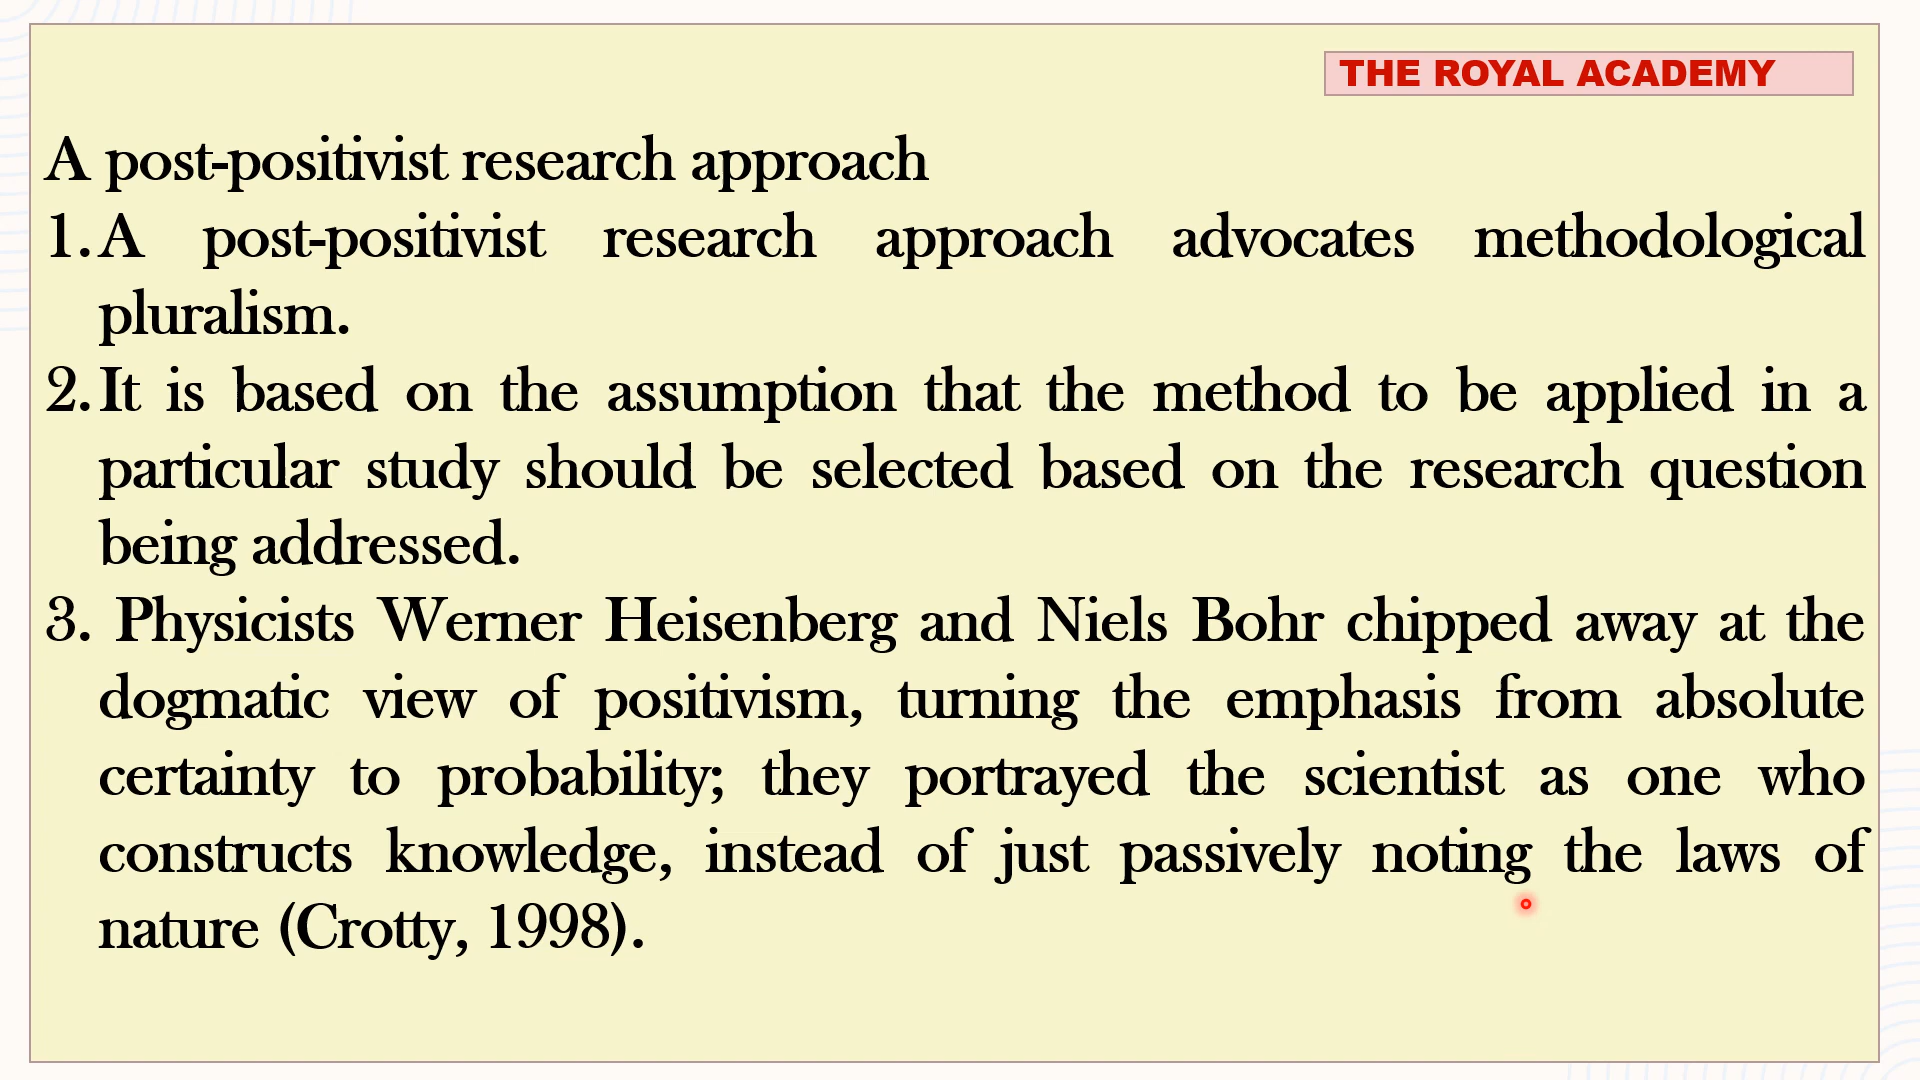 THE ROYAL ACADEMY
A post-positivist research approach
1. A post-positivist research approach advocates methodological
pluralism.
2. It is based on the assumption that the method to be applied in a
particular study should be selected based on the research question
being addressed.
3. Physicists Werner Heisenberg and Niels Bohr chipped away at the
dogmatic view of positivism, turning the emphasis from absolute
certainty to probability; they portrayed the scientist as one who
constructs knowledge, instead of just passively noting the laws of
nature (Crotty, 1998).